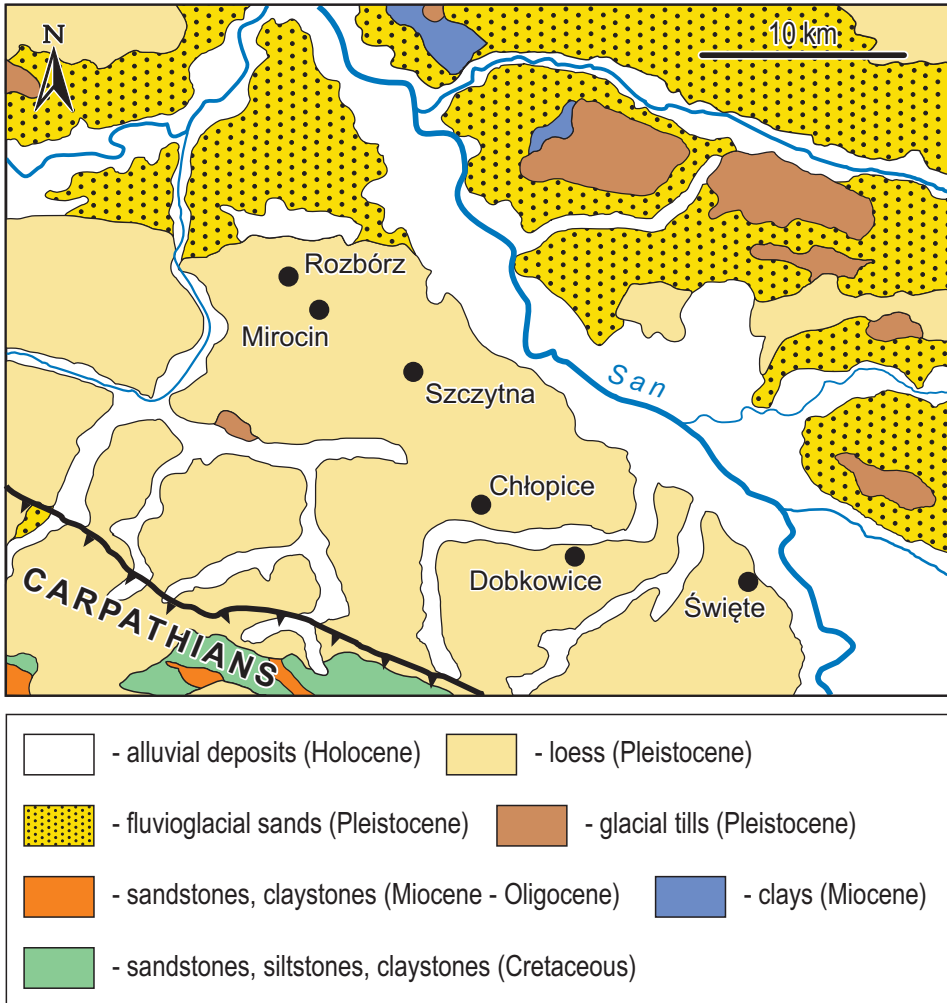 N
10 km
Rozbórz
Mirocin
Szczytna
San
Chłopice
Dobkowice
Święte
CARPATHIANS
- alluvial deposits (Holocene) - loess (Pleistocene)
- fluvioglacial sands (Pleistocene) - glacial tills (Pleistocene)
- sandstones, claystones (Miocene - Oligocene) - clays (Miocene)
- sandstones, siltstones, claystones (Cretaceous)